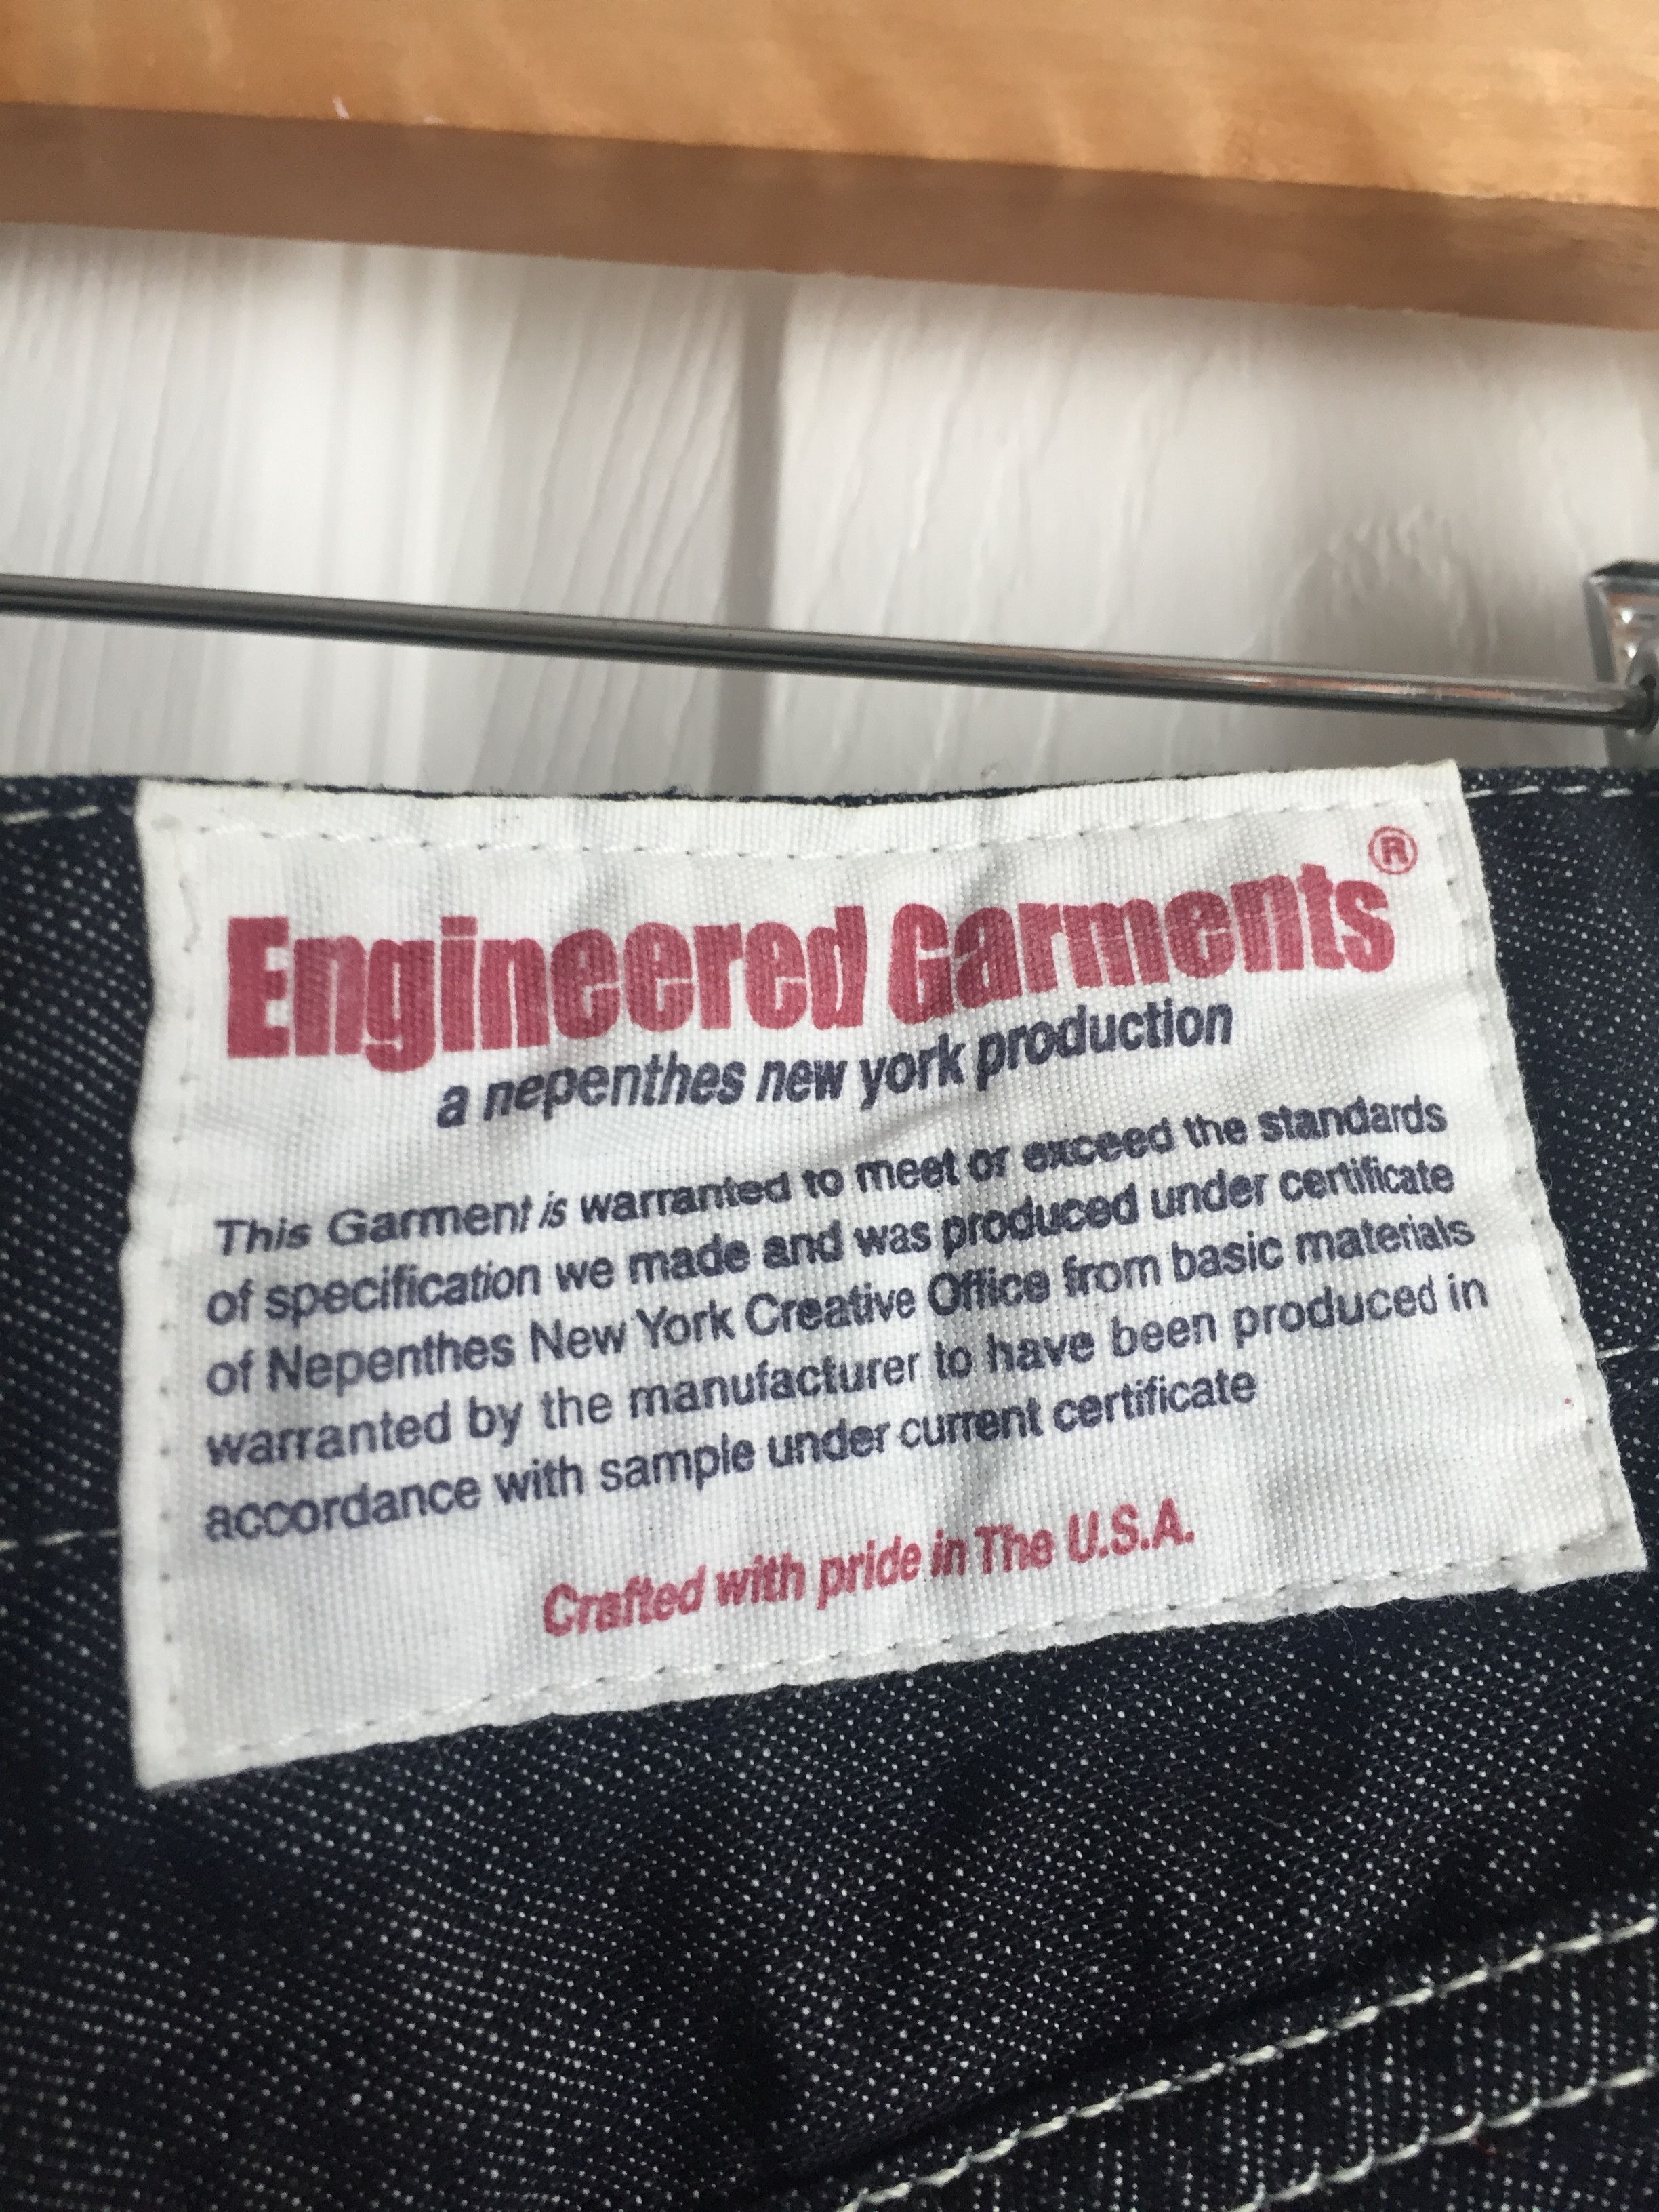 Engineered Garments®
a nepenthes new york production
This Garment is warranted to meet or exceed the standards
of specification we made and was produced under certificate
of Nepenthes New York Creative Office from basic materials
warranted by the manufacturer to have been produced in
accordance with sample under current certificate
Crafted with pride in The U.S.A.